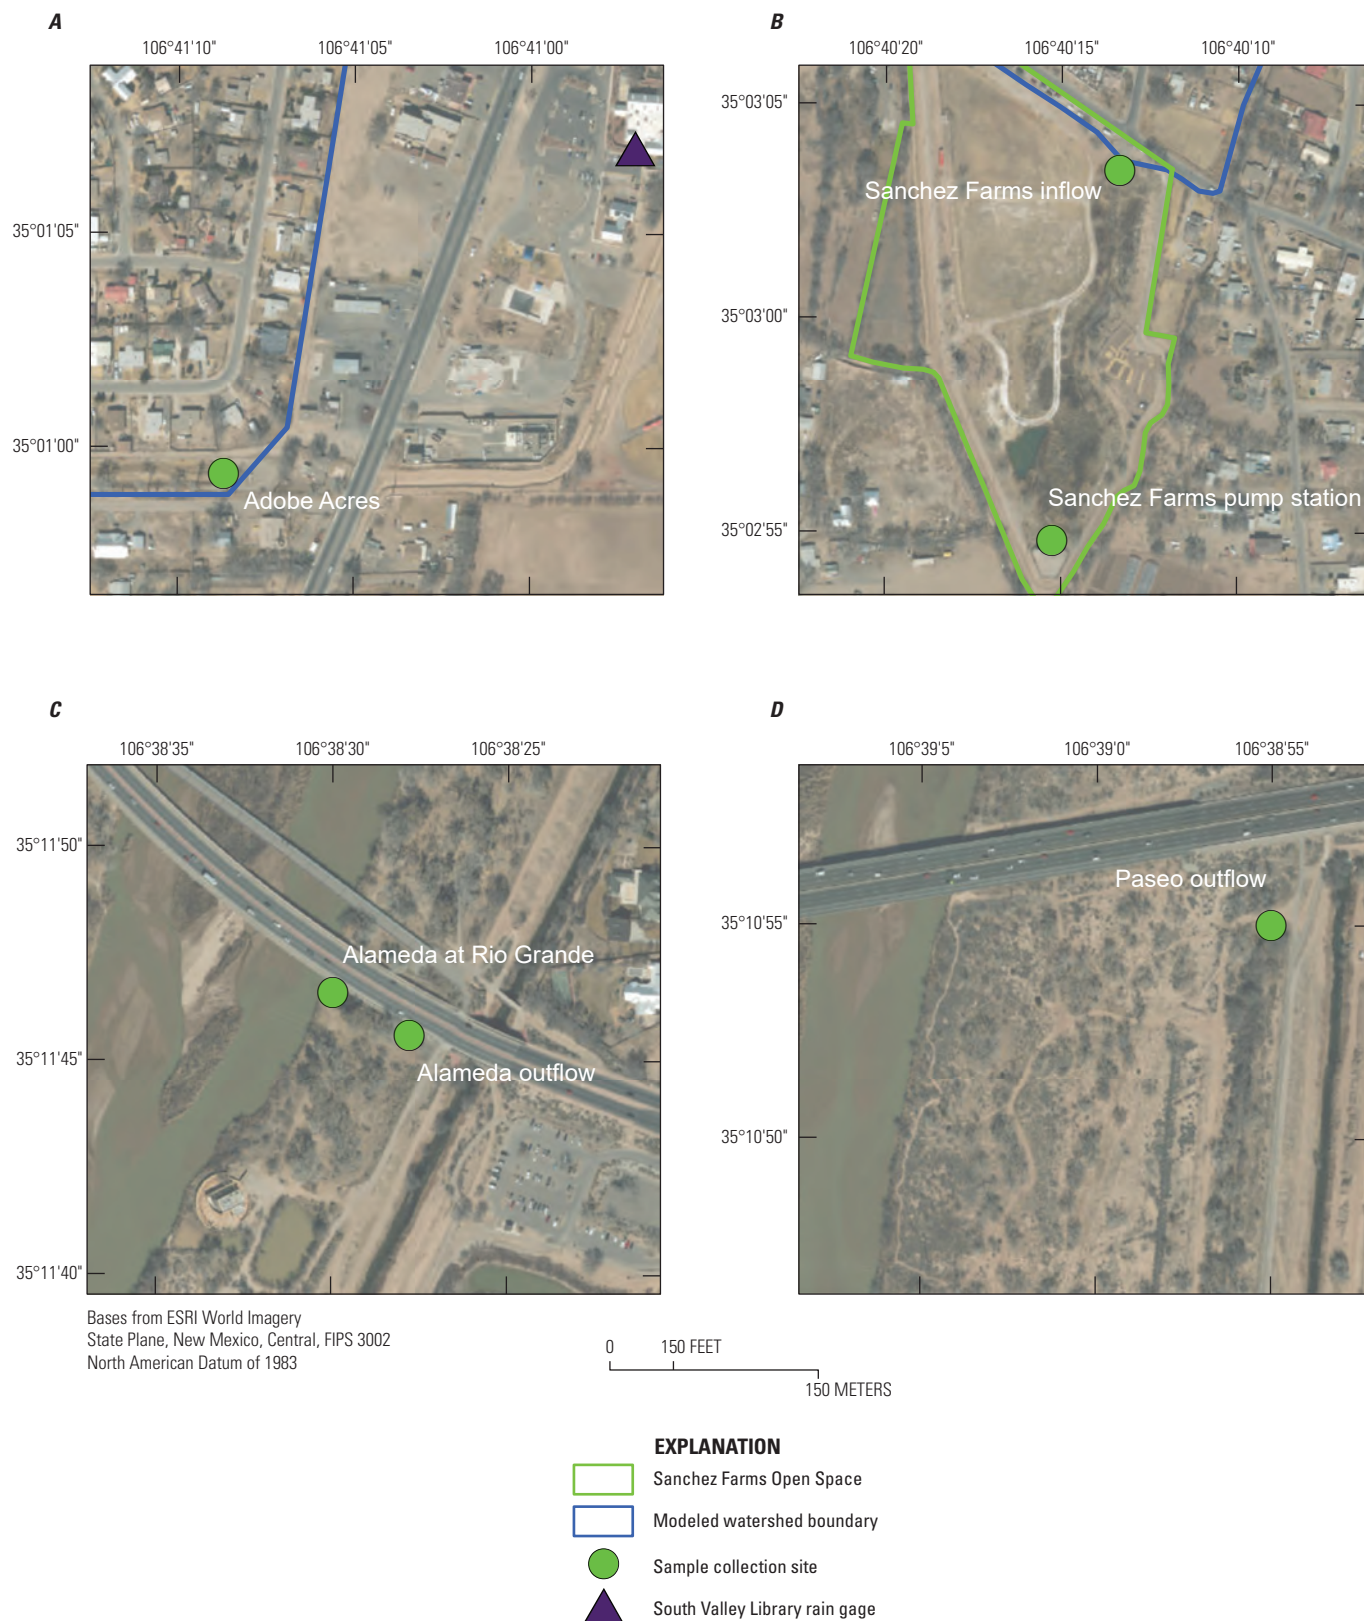 A
106°41'10" 106°41'05" 106°41'00"
35°01'05"
35°01'00"
Adobe Acres
B
106°40'20" 106°40'15" 106°40'10"
35°03'05"
Sanchez Farms inflow
35°03'00"
Sanchez Farms pump station
35°02'55"
C
106°38'35" 106°38'30" 106°38'25"
35°11'50"
Alameda at Rio Grande
35°11'45"
Alameda outflow
35°11'40"
D
106°39'5" 106°39'0" 106°38'55"
Paseo outflow
35°10'55"
35°10'50"
Bases from ESRI World Imagery
State Plane, New Mexico, Central, FIPS 3002
North American Datum of 1983
0 150 FEET
150 METERS
EXPLANATION
Sanchez Farms Open Space
Modeled watershed boundary
Sample collection site
South Valley Library rain gage